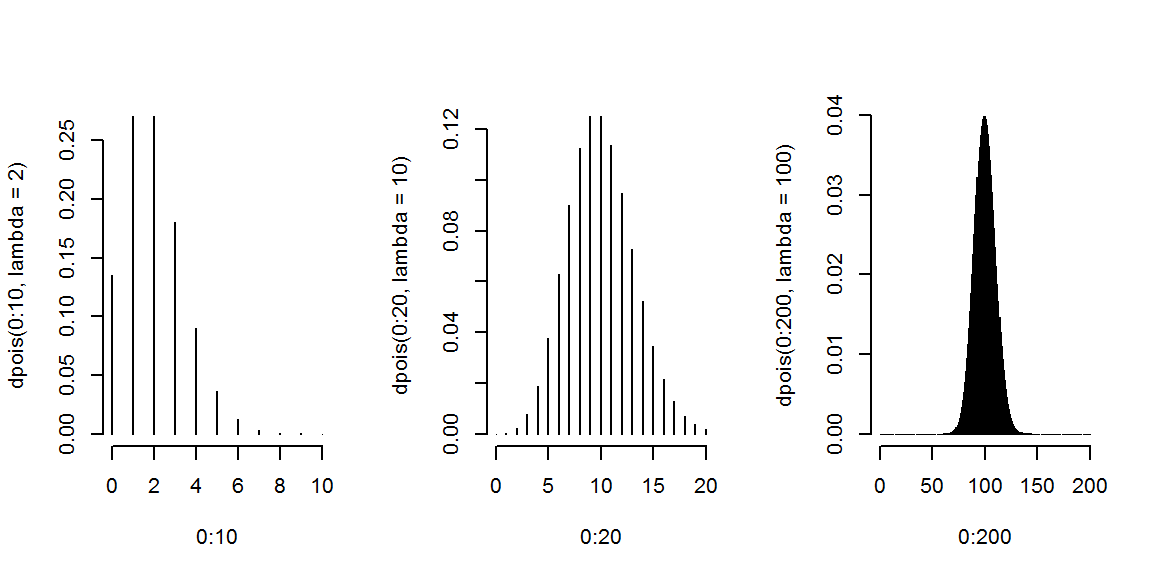 dpois(0:10, lambda = 2)
0.00 0.05 0.10 0.15 0.20 0.25
0 2 4 6 8 10
0:10
dpois(0:20, lambda = 10)
0.00 0.04 0.08 0.12
0 5 10 15 20
0:20
dpois(0:200, lambda = 100)
0.00 0.01 0.02 0.03 0.04
0 50 100 150 200
0:200